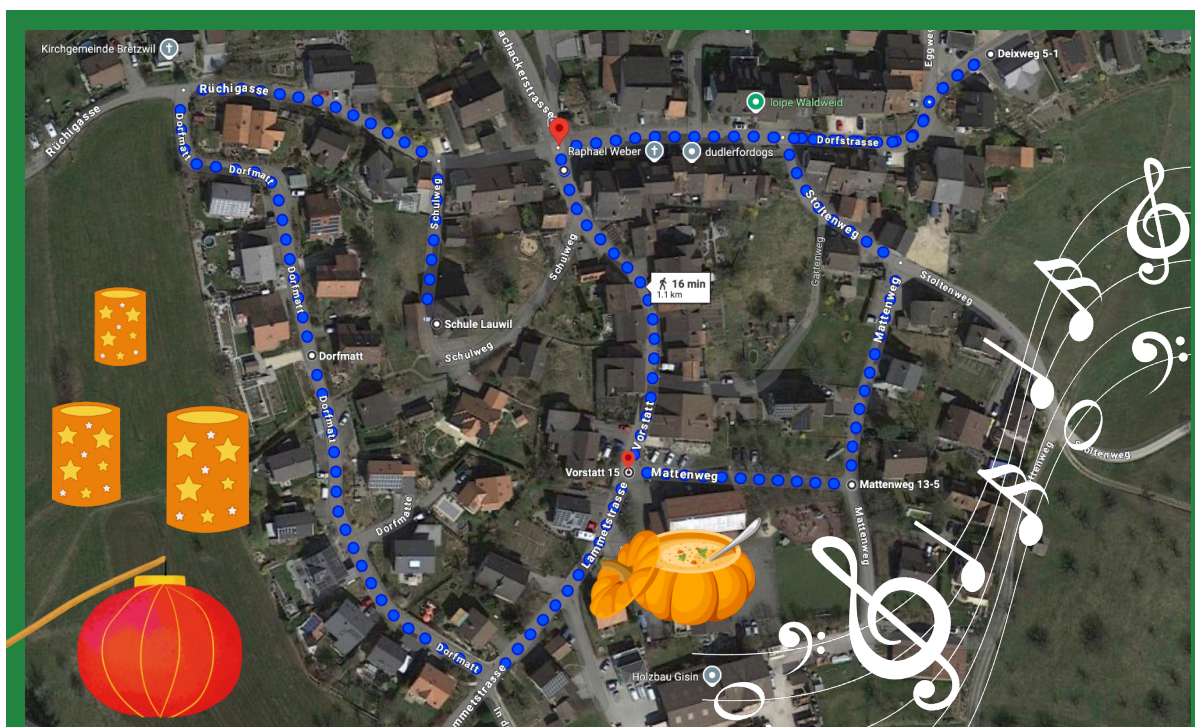 Kirchgemeinde Bretzwil
Rüchigasse
Rüchigasse
Dorfmatt
Dorfmatt
Dorfmatt
Dorfmatt
Dorfmatt
Dorfmatt
Dorfmatte
Schulweg
Schule Lauwil
Schulweg
Schulweg
achackerstrasse
Raphael Weber
dudlerfordogs
loipe Waldweid
Eggweg
Deixweg 5-1
Dorfstrasse
Stoltenweg
Stoltenweg
Stoltenweg
Gartenweg
16 min
1.1 km
Vorstatt
Vorstatt 15
Mattenweg
Mattenweg
Mattenweg 13-5
Mattenweg
Lammetstrasse
mmetstrasse
Holzbau Gisin